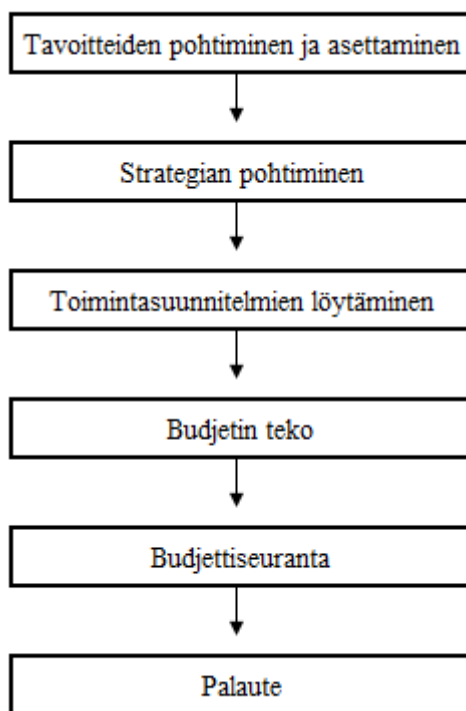 Tavoitteiden pohtiminen ja asettaminen
Strategian pohtiminen
Toimintasuunnitelmien löytäminen
Budjetin teko
Budjettiseuranta
Palaute